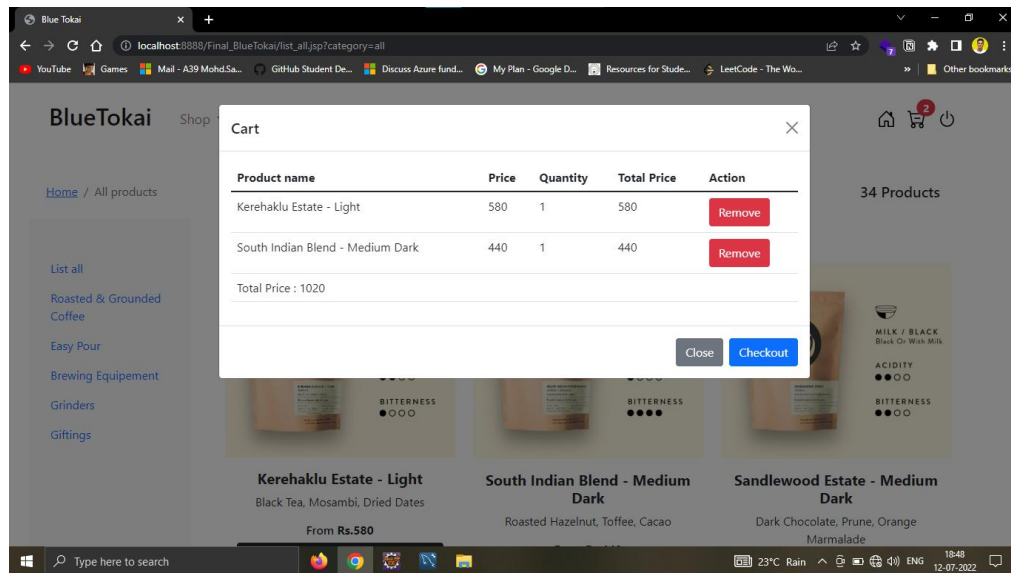 Blue Tokai
localhost:8888/Final_BlueTokai/list_all.jsp?category=all
7
YouTube Games Mail - A39 Mohd.Sa... GitHub Student De... Discuss Azure fund... My Plan - Google D... Resources for Stude... LeetCode - The Wo... » Other bookmarks
BlueTokai Shop 2
Cart
Product name Price Quantity Total Price Action
Kerehaklu Estate - Light 580 1 580 Remove
South Indian Blend - Medium Dark 440 1 440 Remove
Total Price : 1020
Close Checkout
Home / All products 34 Products
List all
Roasted & Grounded
Coffee
Easy Pour
Brewing Equipement
Grinders
Giftings
BITTERNESS
BITTERNESS
MILK / BLACK
Black Or With Milk
ACIDITY
BITTERNESS
Kerehaklu Estate - Light
Black Tea, Mosambi, Dried Dates
From Rs.580
South Indian Blend - Medium
Dark
Roasted Hazelnut, Toffee, Cacao
Sandlewood Estate - Medium
Dark
Dark Chocolate, Prune, Orange
Marmalade
Type here to search 23°C Rain ENG 18:48
12-07-2022